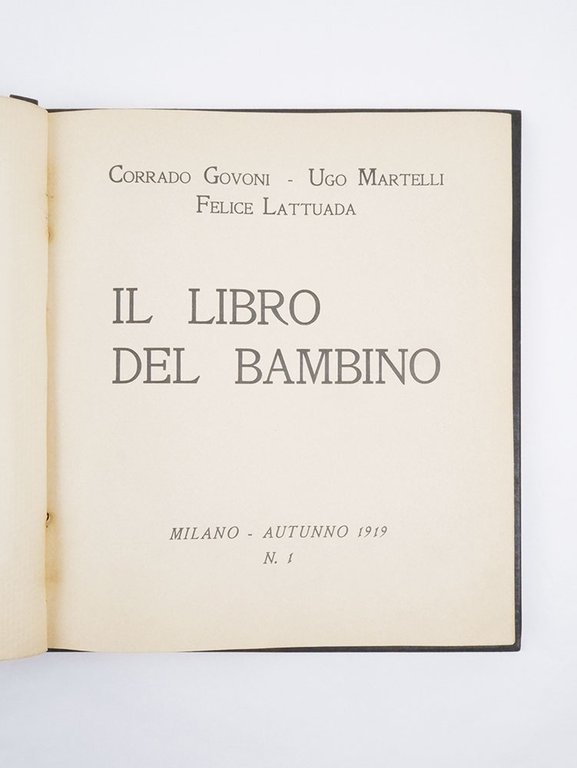 CORRADO GOVONI - UGO MARTELLI
FELICE LATTUADA
IL LIBRO
DEL BAMBINO
MILANO - AUTUNNO 1919
N. 1